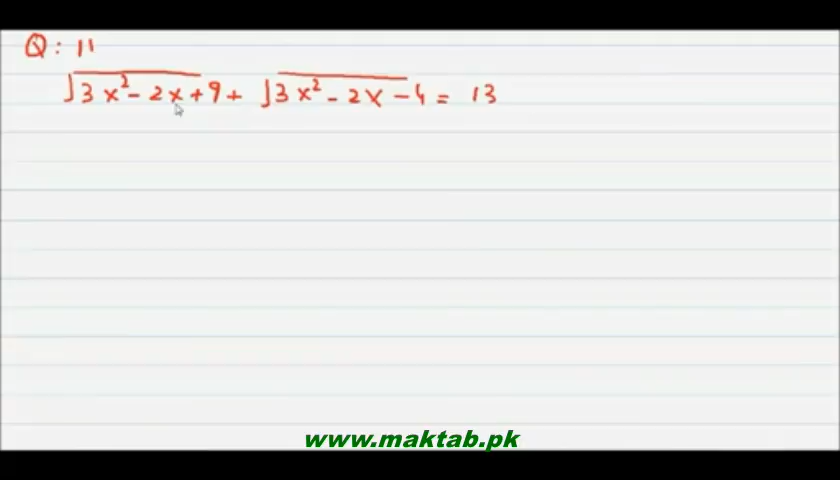 Q: 11
√3x² - 2x + 9 + √3x² - 2x - 4 = 13
www.maktab.pk